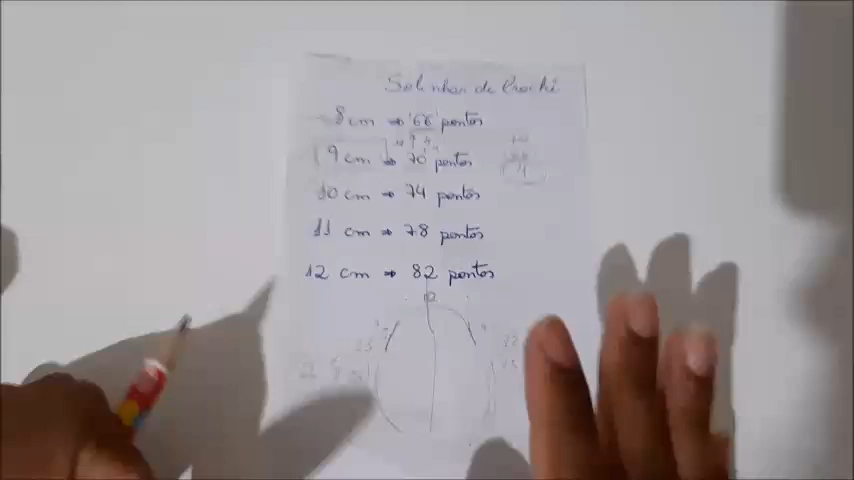 Solinhas de Crochê
8 cm ⇒ 66 pontos
9 cm ⇒ 70 pontos
10 cm ⇒ 74 pontos
11 cm ⇒ 78 pontos
12 cm ⇒ 82 pontos
12